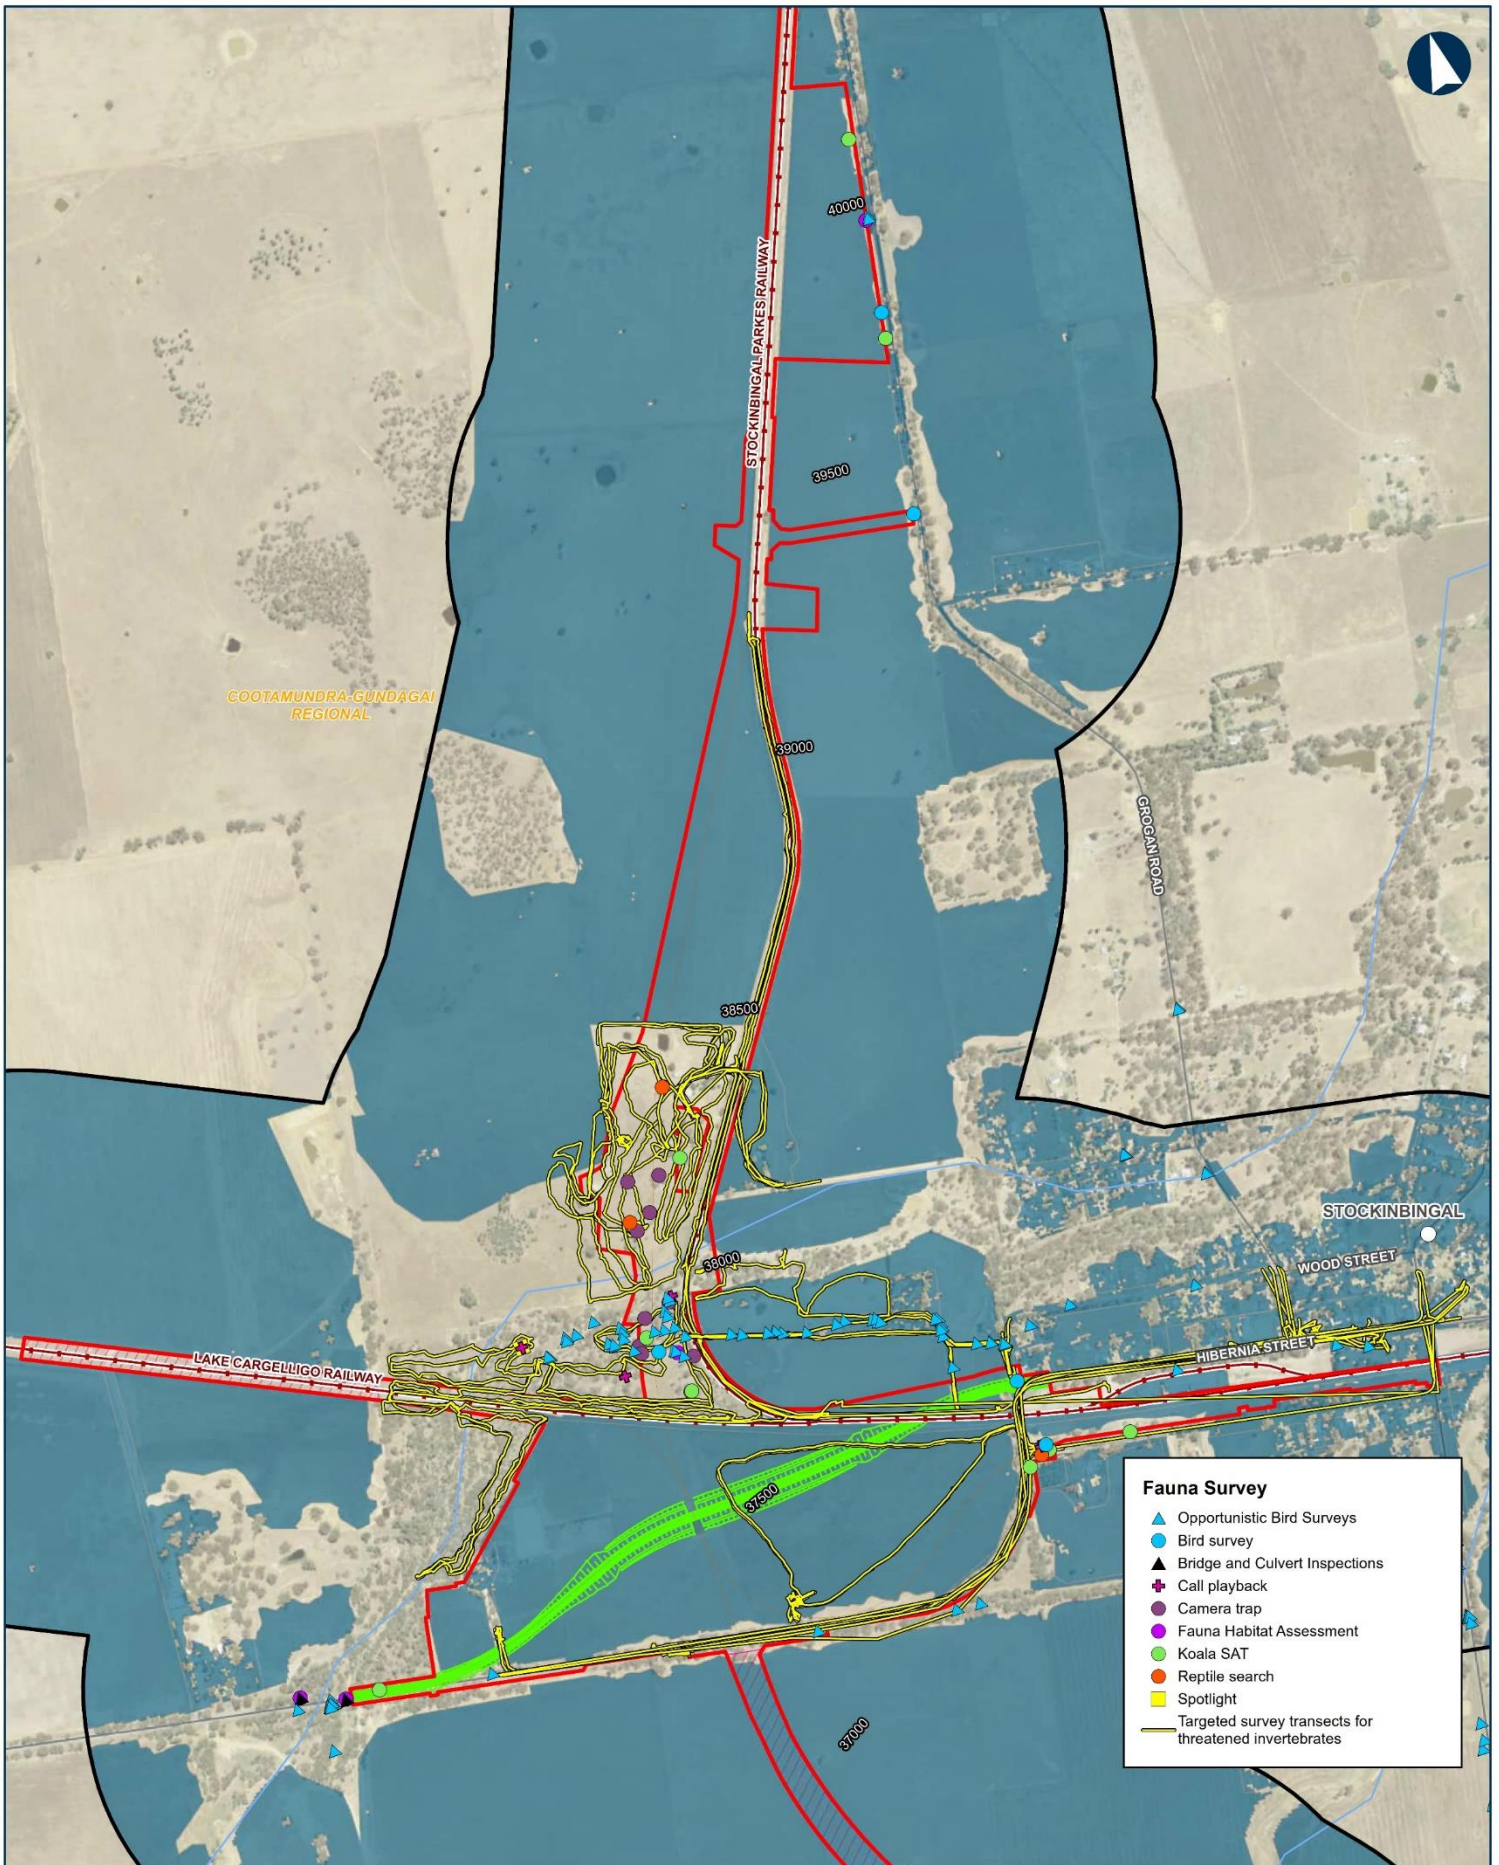 40000
STOCKINBINGAL PARKES RAILWAY
39500
COOTAMUNDRA-GUNDAGAI
REGIONAL
39000
GROGAN ROAD
38500
STOCKINBINGAL
38000
WOOD STREET
HIBERNIA STREET
LAKE CARGELLIGO RAILWAY
37500
37000
Fauna Survey
Opportunistic Bird Surveys
Bird survey
Bridge and Culvert Inspections
Call playback
Camera trap
Fauna Habitat Assessment
Koala SAT
Reptile search
Spotlight
Targeted survey transects for
threatened invertebrates